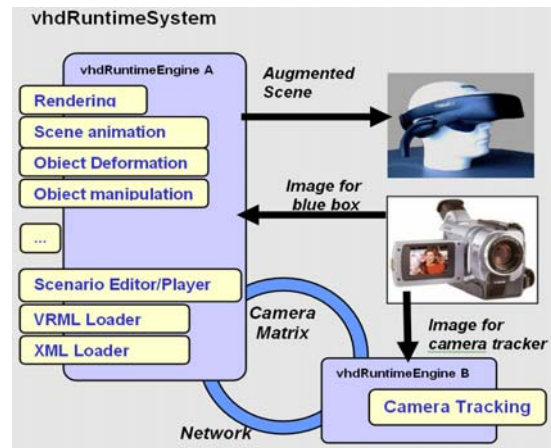 vhdRuntimeSystem
vhdRuntimeEngine A
Rendering
Scene animation
Object Deformation
Object manipulation
...
Scenario Editor/Player
VRML Loader
XML Loader
Augmented
Scene
Image for
blue box
Camera
Matrix
Image for
camera tracker
vhdRuntimeEngine B
Camera Tracking
Network